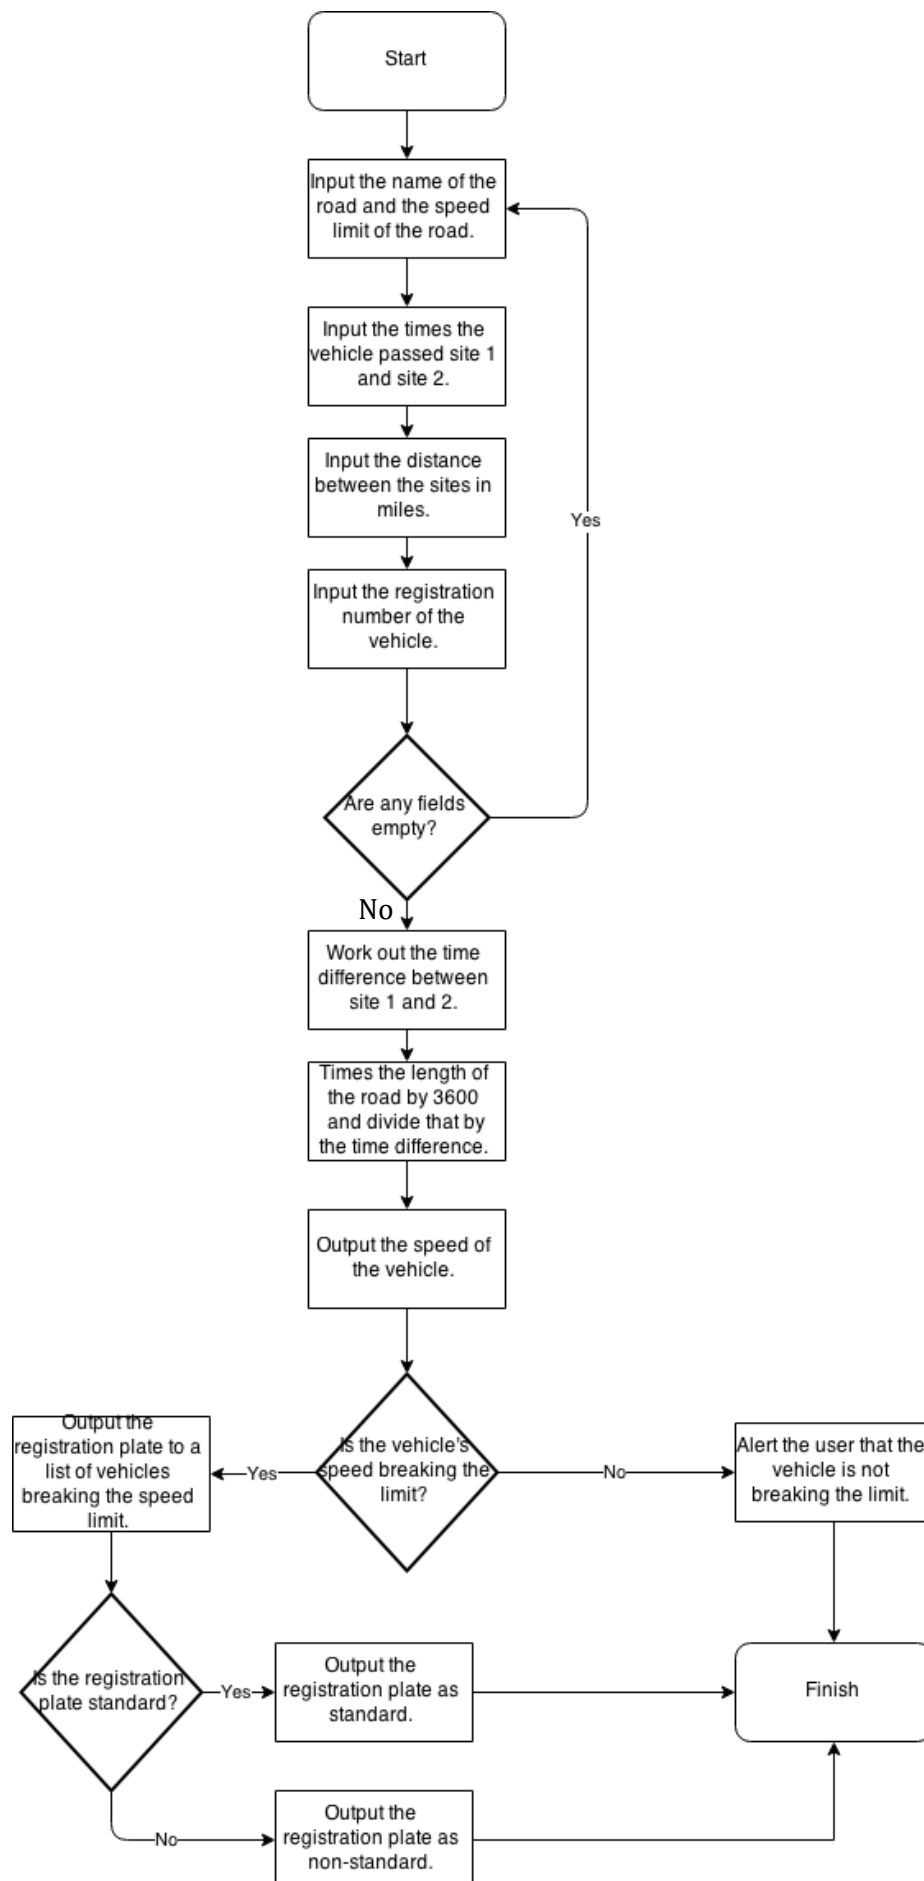 Start
Input the name of the
road and the speed
limit of the road.
Input the times the
vehicle passed site 1
and site 2.
Input the distance
between the sites in
miles.
Yes
Input the registration
number of the
vehicle.
Are any fields
empty?
No
Work out the time
difference between
site 1 and 2.
Times the length of
the road by 3600
and divide that by
the time difference.
Output the speed of
the vehicle.
Output the
registration plate to a
list of vehicles
breaking the speed
limit.
Yes
Is the vehicle's
speed breaking the
limit?
No
Alert the user that the
vehicle is not
breaking the limit.
Is the registration
plate standard?
Yes
Output the
registration plate as
standard.
Finish
No
Output the
registration plate as
non-standard.